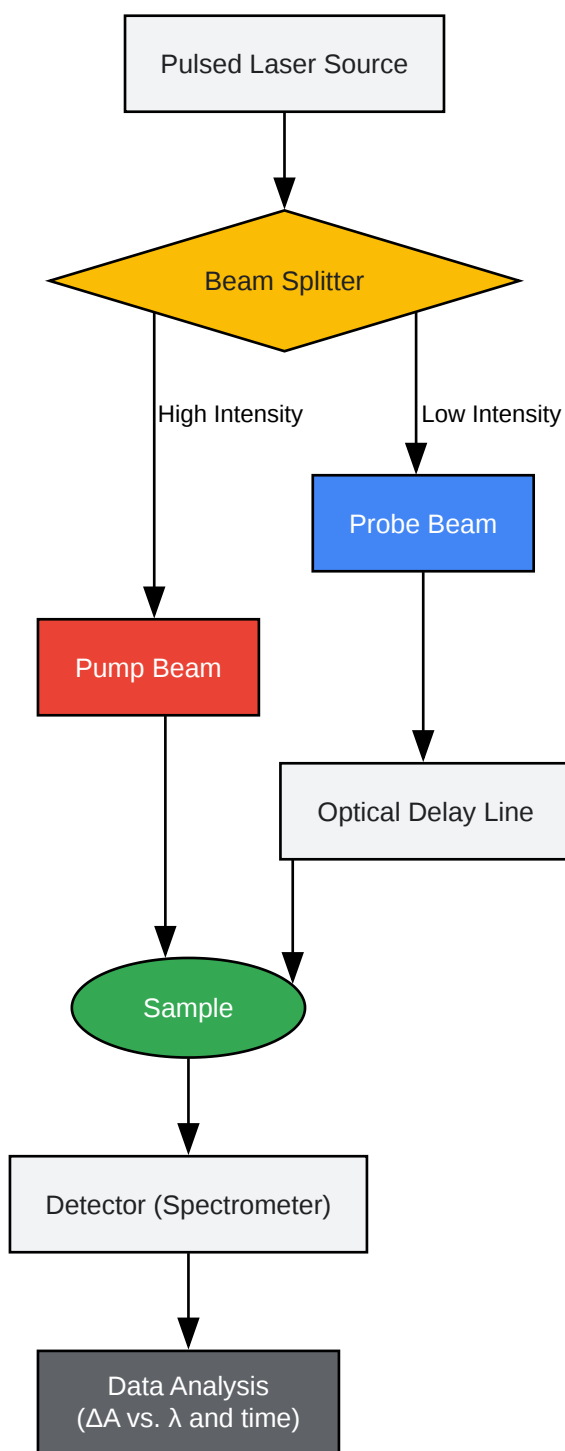 Pulsed Laser Source
Beam Splitter
High Intensity
Low Intensity
Probe Beam
Pump Beam
Optical Delay Line
Sample
Detector (Spectrometer)
Data Analysis
(ΔA vs. λ and time)